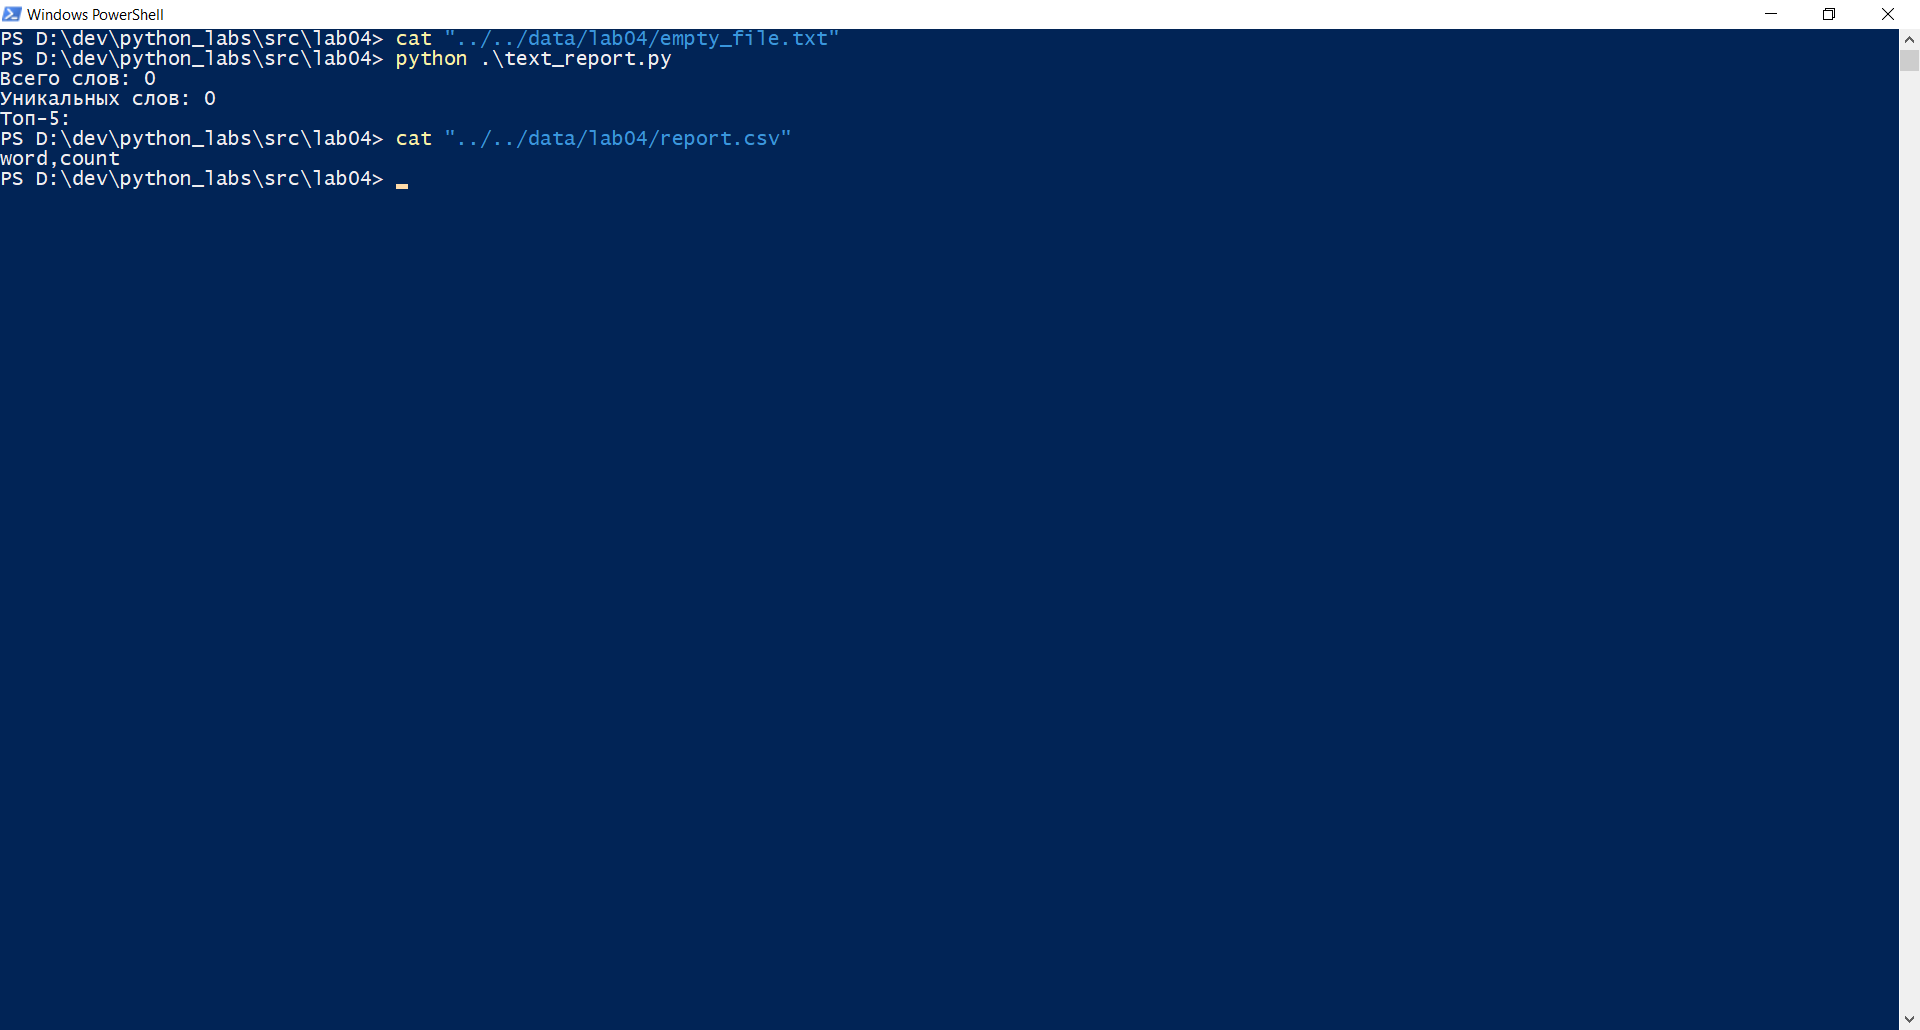 Windows PowerShell
PS D:\dev\python_labs\src\lab04> cat "../../data/lab04/empty_file.txt"
PS D:\dev\python_labs\src\lab04> python .\text_report.py
Всего слов: 0
Уникальных слов: 0
Топ-5:
PS D:\dev\python_labs\src\lab04> cat "../../data/lab04/report.csv"
word,count
PS D:\dev\python_labs\src\lab04>